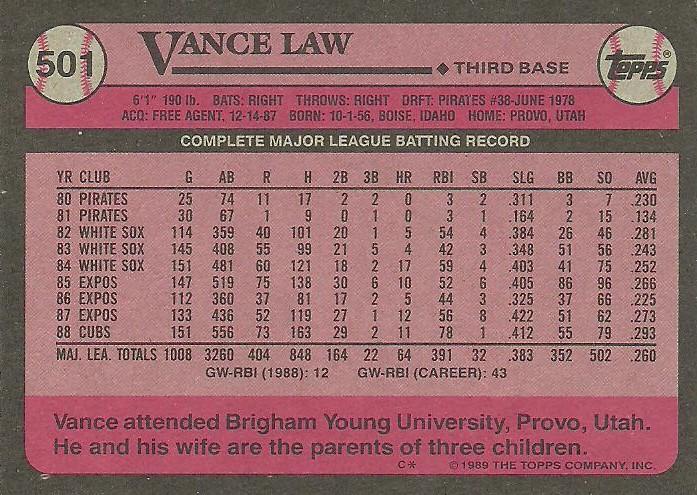 501
VANCE LAW
THIRD BASE
TOPPS®
6'1" 190 lb. BATS: RIGHT THROWS: RIGHT DRFT: PIRATES #38-JUNE 1978
ACQ: FREE AGENT, 12-14-87 BORN: 10-1-56, BOISE, IDAHO HOME: PROVO, UTAH
COMPLETE MAJOR LEAGUE BATTING RECORD
YR CLUB G AB R H 2B 3B HR RBI SB SLG BB SO AVG
80 PIRATES 25 74 11 17 2 2 0 3 2 .311 3 7 .230
81 PIRATES 30 67 1 9 0 1 0 3 1 .164 2 15 .134
82 WHITE SOX 114 359 40 101 20 1 5 54 4 .384 26 46 .281
83 WHITE SOX 145 408 55 99 21 5 4 42 3 .348 51 56 .243
84 WHITE SOX 151 481 60 121 18 2 17 59 4 .403 41 75 .252
85 EXPOS 147 519 75 138 30 6 10 52 6 .405 86 96 .266
86 EXPOS 112 360 37 81 17 2 5 44 3 .325 37 66 .225
87 EXPOS 133 436 52 119 27 1 12 56 8 .422 51 62 .273
88 CUBS 151 556 73 163 29 2 11 78 1 .412 55 79 .293
MAJ. LEA. TOTALS 1008 3260 404 848 164 22 64 391 32 .383 352 502 .260
GW-RBI (1988): 12 GW-RBI (CAREER): 43
Vance attended Brigham Young University, Provo, Utah.
He and his wife are the parents of three children.
C* © 1989 THE TOPPS COMPANY, INC.